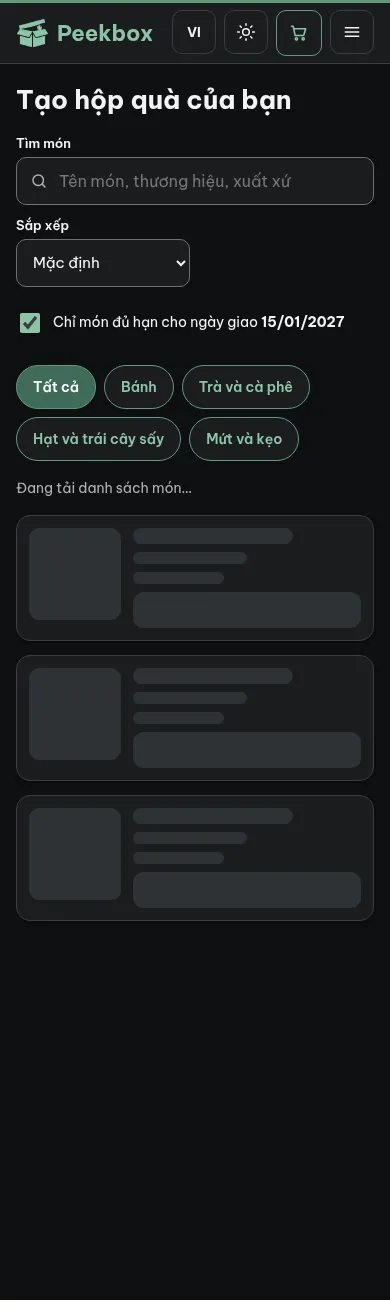 Peekbox
VI
Tạo hộp quà của bạn
Tìm món
Tên món, thương hiệu, xuất xứ
Sắp xếp
Mặc định
Chỉ món đủ hạn cho ngày giao 15/01/2027
Tất cả
Bánh
Trà và cà phê
Hạt và trái cây sấy
Mứt và kẹo
Đang tải danh sách món…